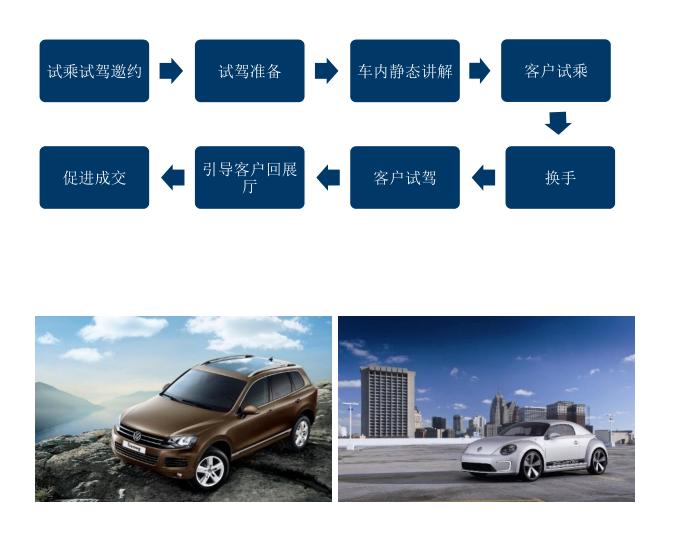 试乘试驾邀约
试驾准备
车内静态讲解
客户试乘
换手
客户试驾
引导客户回展
厅
促进成交